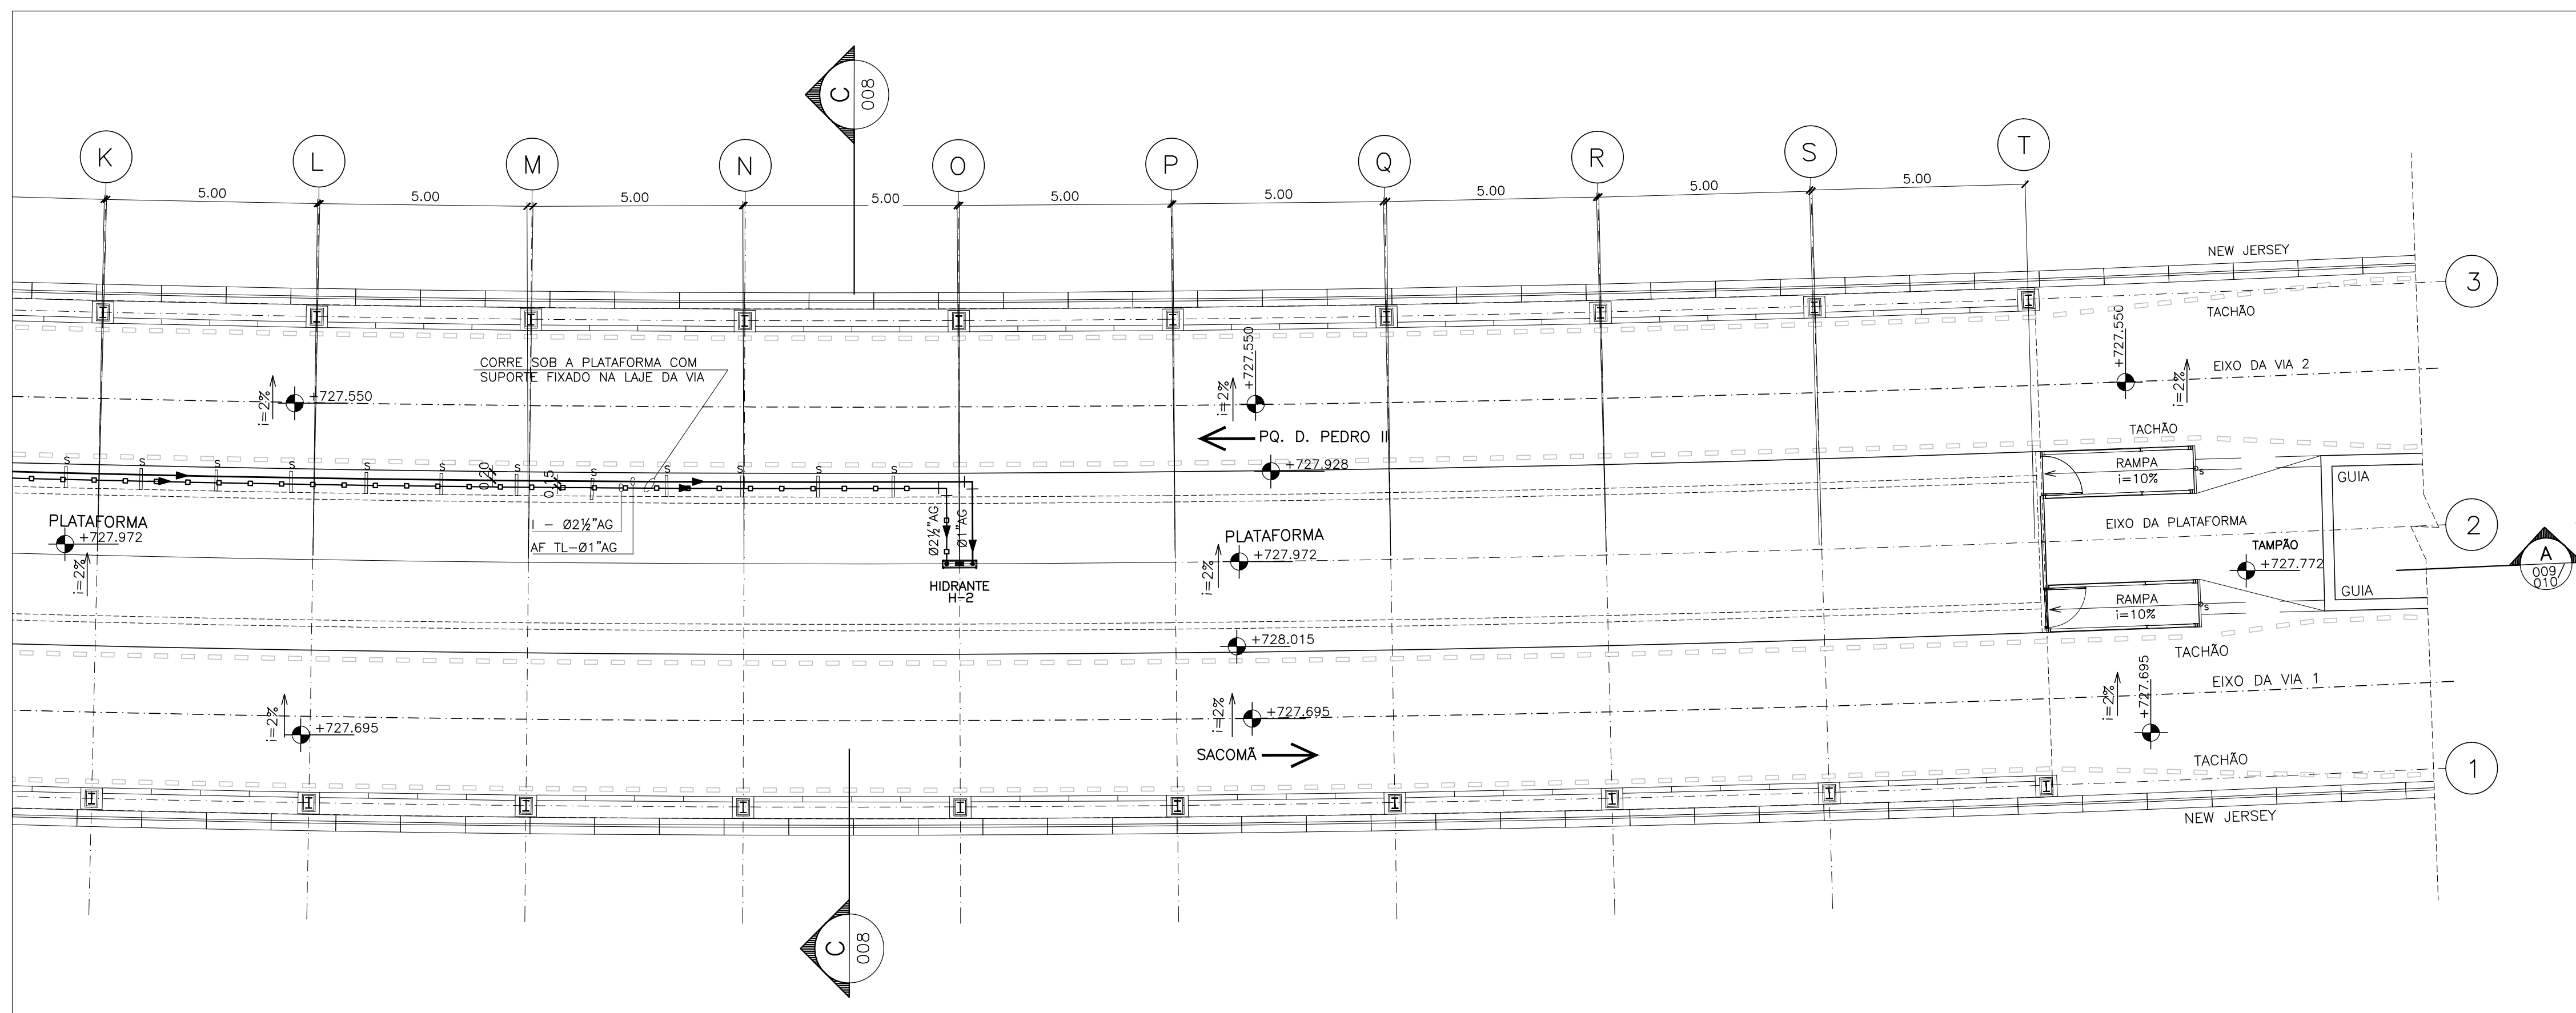 C
008
K
L
M
N
O
P
Q
R
S
T
5.00
5.00
5.00
5.00
5.00
5.00
5.00
5.00
5.00
NEW JERSEY
3
TACHÃO
CORRE SOB A PLATAFORMA COM
SUPORTE FIXADO NA LAJE DA VIA
i=2%
+727.550
i=2%
+727.550
+727.550
i=2%
EIXO DA VIA 2
PQ. D. PEDRO II
TACHÃO
S
S
S
S
S
S
S
S
S
S
S
S
0.20
0.15
+727.928
RAMPA
i=10%
S
GUIA
PLATAFORMA
+727.972
i=2%
I - Ø2½"AG
AF TL-Ø1"AG
Ø2½"AG
Ø1"AG
HIDRANTE
H-2
PLATAFORMA
+727.972
i=2%
EIXO DA PLATAFORMA
2
TAMPÃO
+727.772
A
009
010
RAMPA
i=10%
S
GUIA
+728.015
TACHÃO
i=2%
+727.695
i=2%
+727.695
SACOMÃ
i=2%
+727.695
EIXO DA VIA 1
TACHÃO
1
NEW JERSEY
C
008